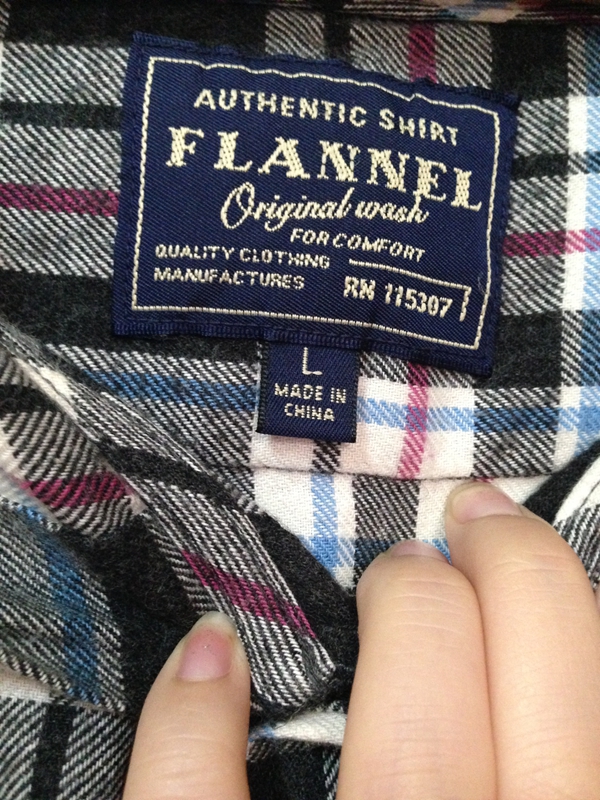 AUTHENTIC SHIRT
FLANNEL
Original wash
FOR COMFORT
QUALITY CLOTHING
MANUFACTURES
RN 115307
L
MADE IN
CHINA